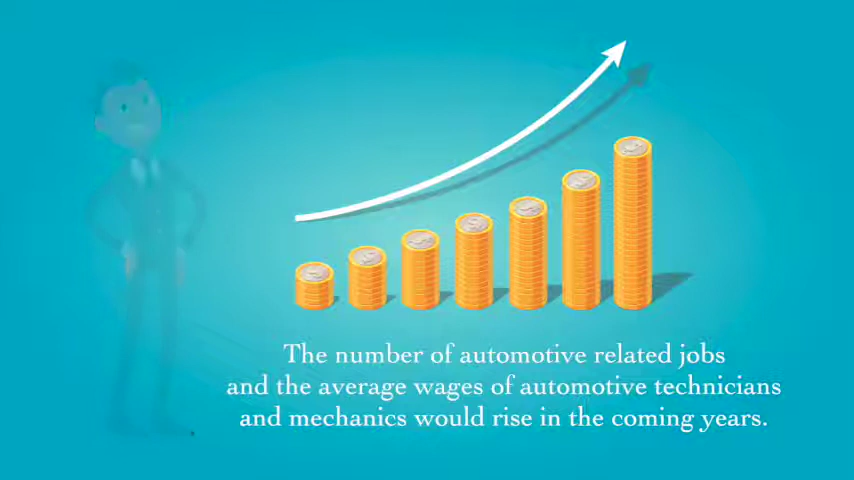 The number of automotive related jobs
and the average wages of automotive technicians
and mechanics would rise in the coming years.